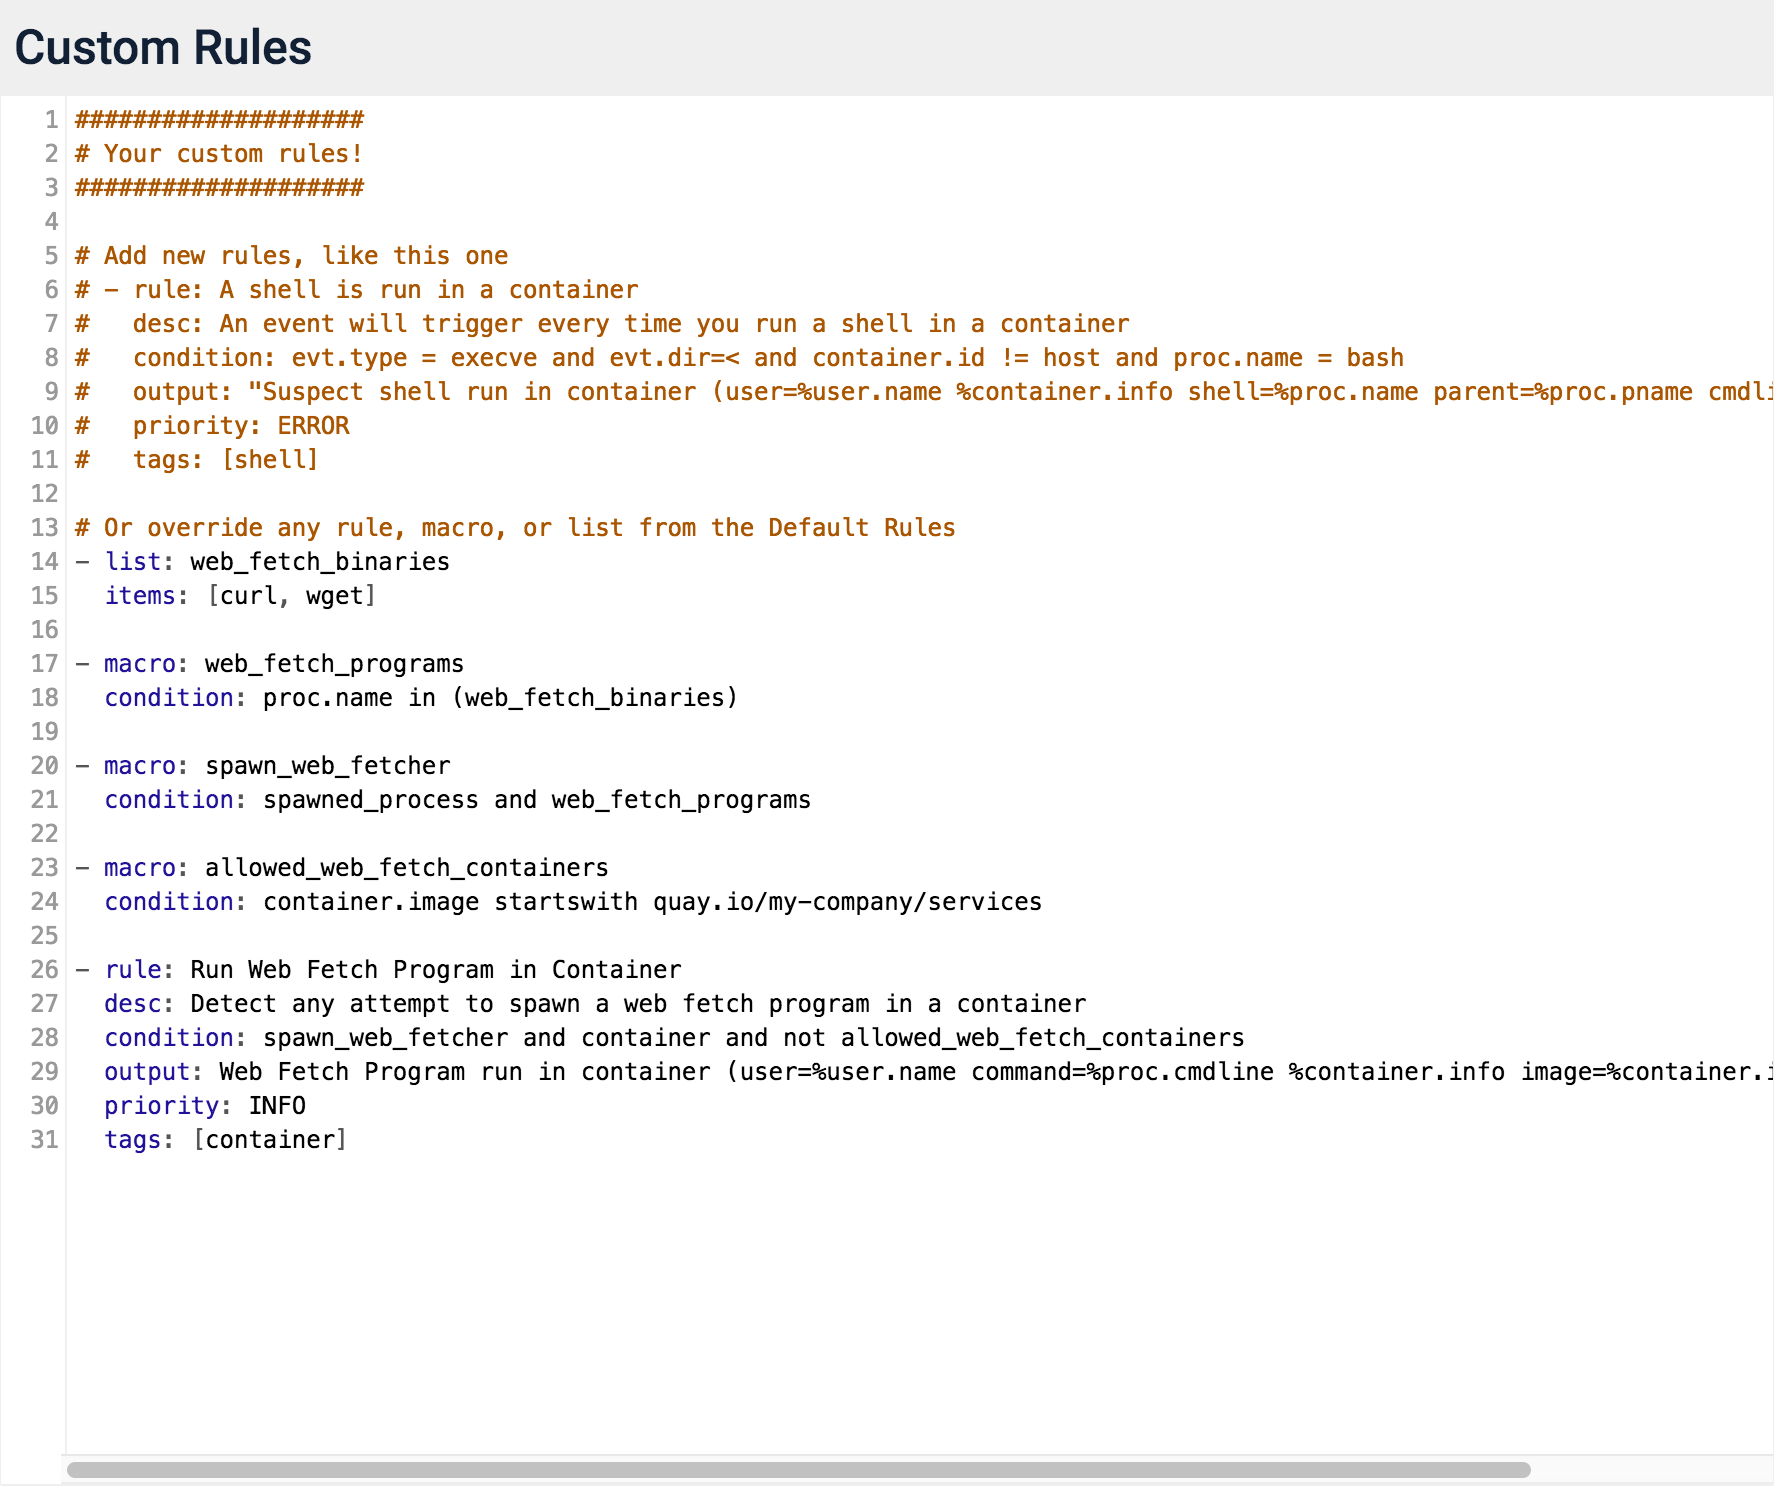 Custom Rules
1 ####################
2 # Your custom rules!
3 ####################
4
5 # Add new rules, like this one
6 # - rule: A shell is run in a container
7 #   desc: An event will trigger every time you run a shell in a container
8 #   condition: evt.type = execve and evt.dir=< and container.id != host and proc.name = bash
9 #   output: "Suspect shell run in container (user=%user.name %container.info shell=%proc.name parent=%proc.pname cmdli
10 #   priority: ERROR
11 #   tags: [shell]
12
13 # Or override any rule, macro, or list from the Default Rules
14 - list: web_fetch_binaries
15   items: [curl, wget]
16
17 - macro: web_fetch_programs
18   condition: proc.name in (web_fetch_binaries)
19
20 - macro: spawn_web_fetcher
21   condition: spawned_process and web_fetch_programs
22
23 - macro: allowed_web_fetch_containers
24   condition: container.image startswith quay.io/my-company/services
25
26 - rule: Run Web Fetch Program in Container
27   desc: Detect any attempt to spawn a web fetch program in a container
28   condition: spawn_web_fetcher and container and not allowed_web_fetch_containers
29   output: Web Fetch Program run in container (user=%user.name command=%proc.cmdline %container.info image=%container.i
30   priority: INFO
31   tags: [container]